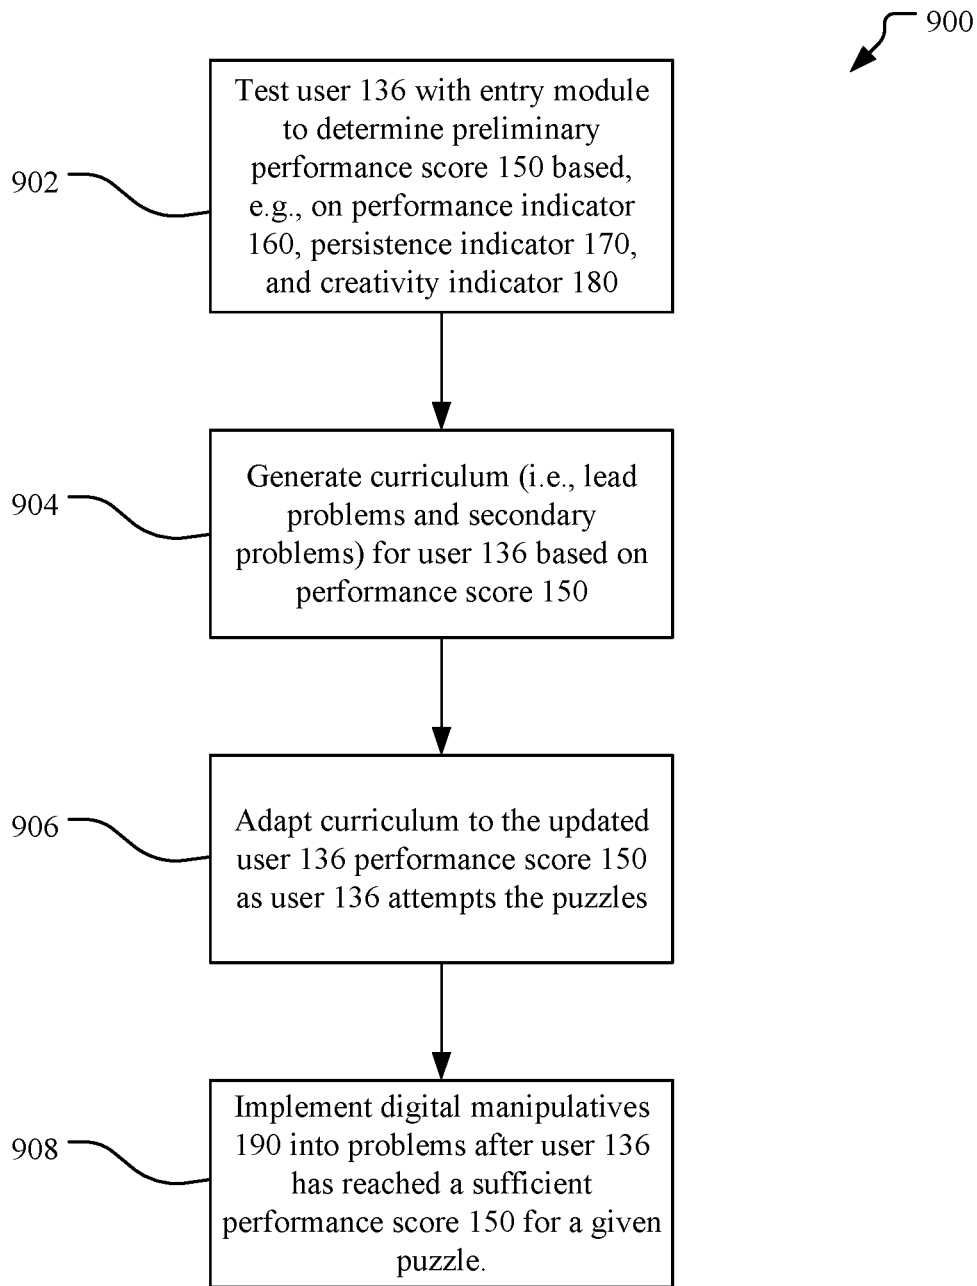 900
Test user 136 with entry module
to determine preliminary
performance score 150 based,
e.g., on performance indicator
160, persistence indicator 170,
and creativity indicator 180
902
Generate curriculum (i.e., lead
problems and secondary
problems) for user 136 based on
performance score 150
904
Adapt curriculum to the updated
user 136 performance score 150
as user 136 attempts the puzzles
906
Implement digital manipulatives
190 into problems after user 136
has reached a sufficient
performance score 150 for a given
puzzle.
908